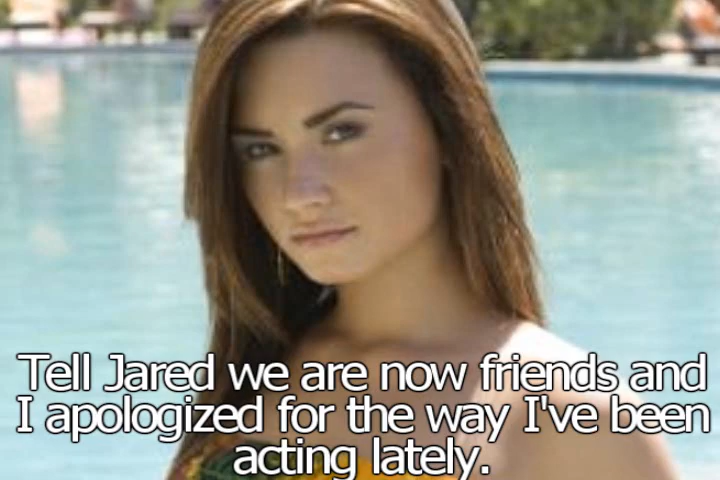 Tell Jared we are now friends and
I apologized for the way I've been
acting lately.